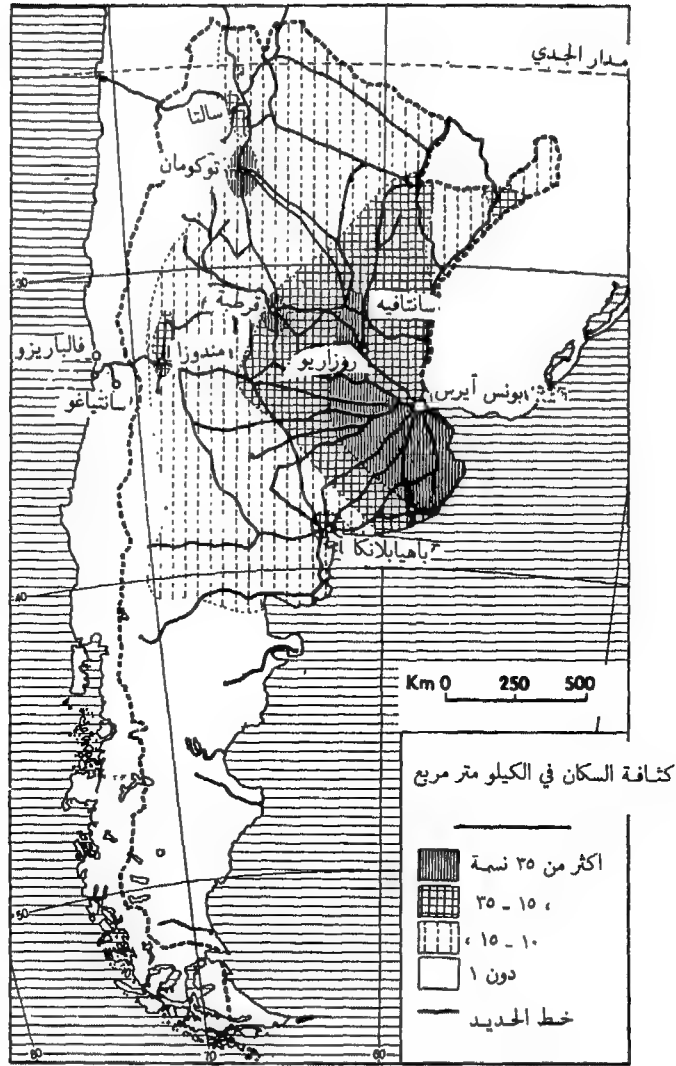 مدار الجدي
سالتا
توكومان
30
قرطبة
سانتافيه
فالباريزو
مندوزا
روزاريو
سانتياغو
بونس أيرس
باهيابلانكا
40
Km 0 250 500
كثافة السكان في الكيلو متر مربع
اكثر من ٣٥ نسمة
١٥ ـ ٣٥
١٠ ـ ١٥
دون ١
خط الحديد
50
80 70 60